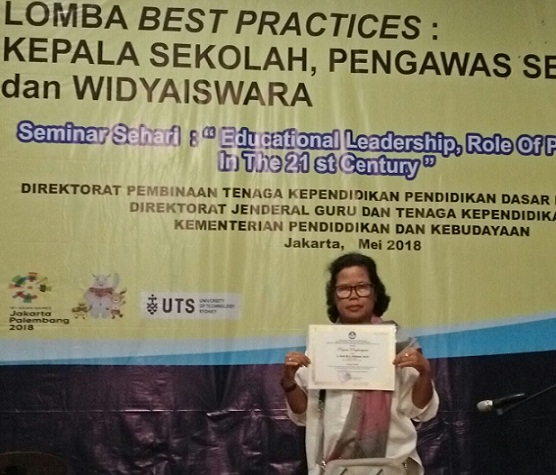 LOMBA BEST PRACTICES :
KEPALA SEKOLAH, PENGAWAS SE
dan WIDYAISWARA
Seminar Sehari : “ Educational Leadership, Role Of P
In The 21 st Century ”
DIREKTORAT PEMBINAAN TENAGA KEPENDIDIKAN PENDIDIKAN DASAR
DIREKTORAT JENDERAL GURU DAN TENAGA KEPENDIDIKA
KEMENTERIAN PENDIDDIKAN DAN KEBUDAYAAN
Jakarta, Mei 2018
Jakarta
Palembang
2018
UTS
UNIVERSITY
OF TECHNOLOGY
SYDNEY